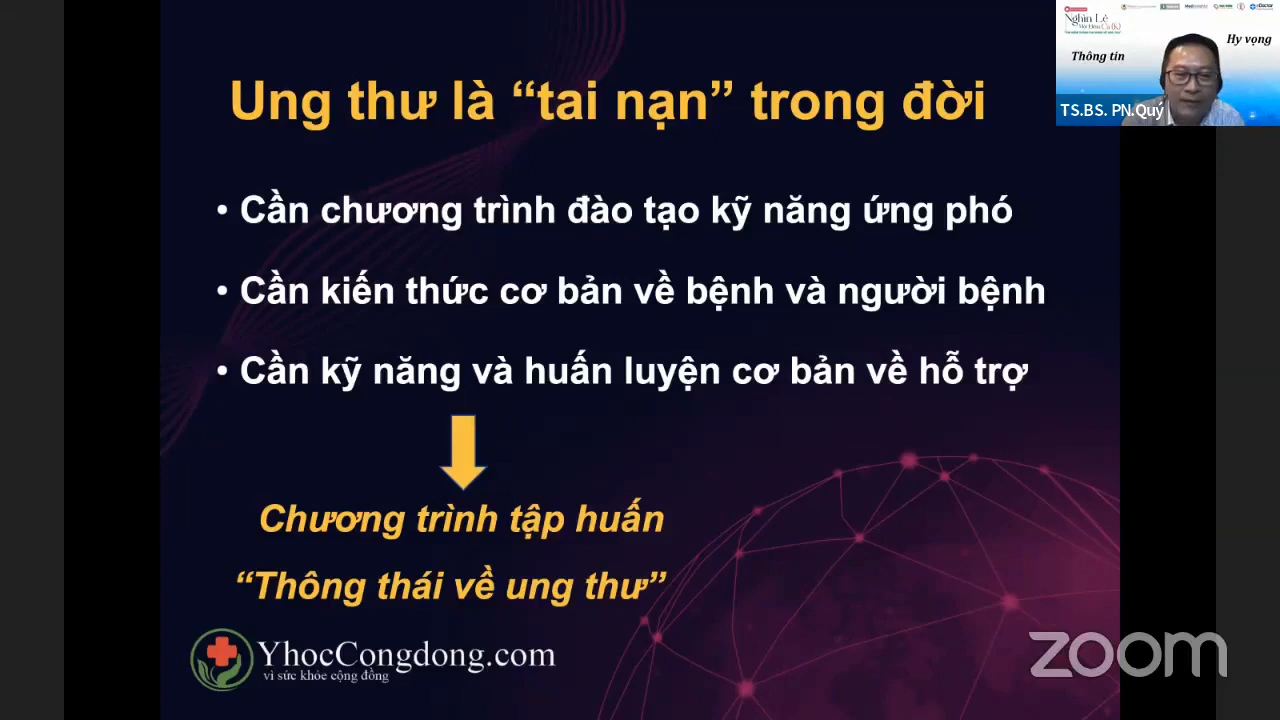 Ung thư là “tai nạn” trong đời
• Cần chương trình đào tạo kỹ năng ứng phó
• Cần kiến thức cơ bản về bệnh và người bệnh
• Cần kỹ năng và huấn luyện cơ bản về hỗ trợ
Chương trình tập huấn
“Thông thái về ung thư”
YhocCongdong.com
vì sức khỏe cộng đồng
Nghìn Lẻ
Hy vọng
Thông tin
TS.BS. PN.Quý
zoom